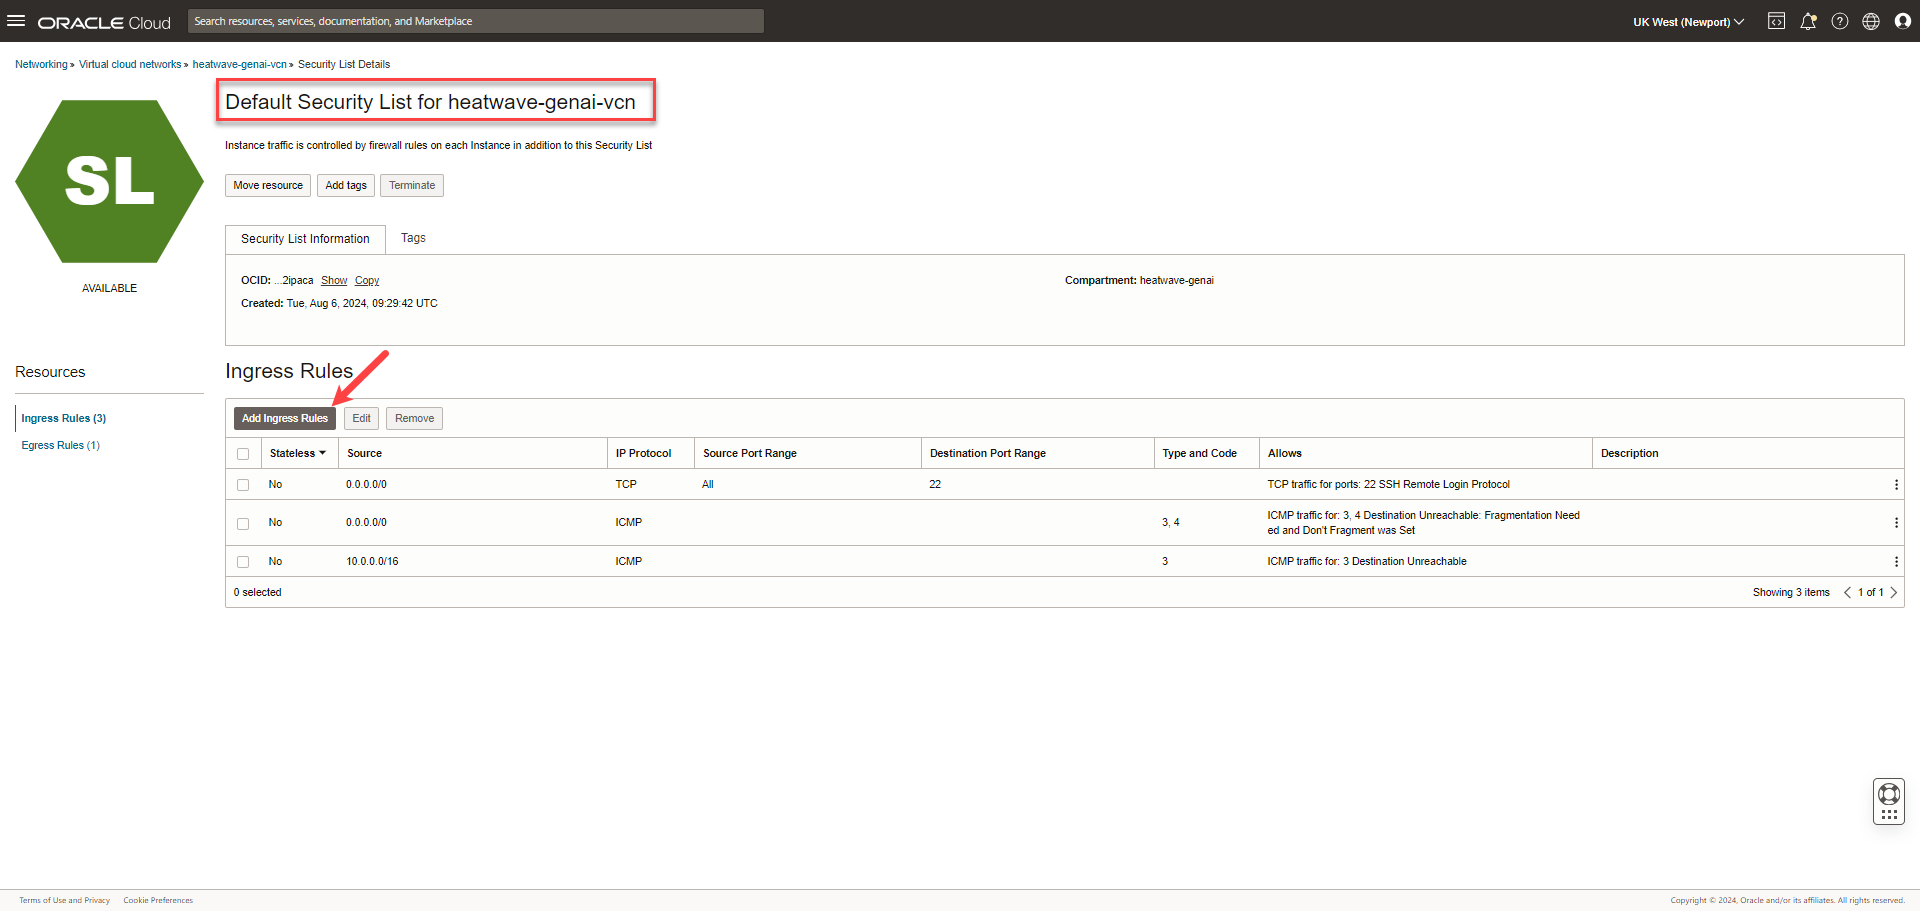 ORACLE Cloud
Search resources, services, documentation, and Marketplace
UK West (Newport)
Networking » Virtual cloud networks » heatwave-genai-vcn » Security List Details
SL
AVAILABLE
Default Security List for heatwave-genai-vcn
Instance traffic is controlled by firewall rules on each Instance in addition to this Security List
Move resource Add tags Terminate
Security List Information Tags
OCID: ...2ipaca Show Copy
Created: Tue, Aug 6, 2024, 09:29:42 UTC
Compartment: heatwave-genai
Resources
Ingress Rules (3)
Egress Rules (1)
Ingress Rules
Add Ingress Rules Edit Remove
Stateless Source IP Protocol Source Port Range Destination Port Range Type and Code Allows Description
No 0.0.0.0/0 TCP All 22 TCP traffic for ports: 22 SSH Remote Login Protocol
No 0.0.0.0/0 ICMP 3, 4 ICMP traffic for: 3, 4 Destination Unreachable: Fragmentation Need
ed and Don't Fragment was Set
No 10.0.0.0/16 ICMP 3 ICMP traffic for: 3 Destination Unreachable
0 selected
Showing 3 items < 1 of 1 >
Terms of Use and Privacy Cookie Preferences
Copyright © 2024, Oracle and/or its affiliates. All rights reserved.